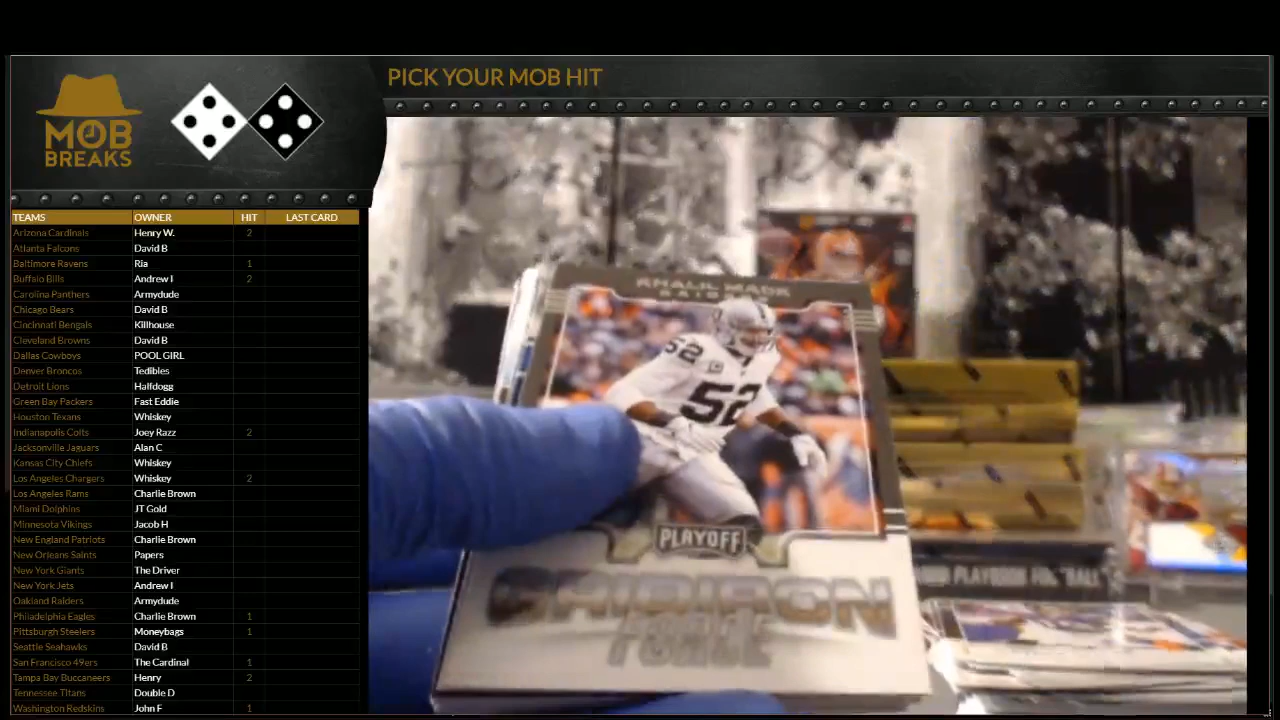 PICK YOUR MOB HIT
MOB
BREAKS
TEAMS OWNER HIT LAST CARD
Arizona Cardinals Henry W. 2
Atlanta Falcons David B
Baltimore Ravens Ria 1
Buffalo Bills Andrew I 2
Carolina Panthers Armydude
Chicago Bears David B
Cincinnati Bengals Killhouse
Cleveland Browns David B
Dallas Cowboys POOL GIRL
Denver Broncos Tedibles
Detroit Lions Halfdogg
Green Bay Packers Fast Eddie
Houston Texans Whiskey
Indianapolis Colts Joey Razz 2
Jacksonville Jaguars Alan C
Kansas City Chiefs Whiskey
Los Angeles Chargers Whiskey 2
Los Angeles Rams Charlie Brown
Miami Dolphins JT Gold
Minnesota Vikings Jacob H
New England Patriots Charlie Brown
New Orleans Saints Papers
New York Giants The Driver
New York Jets Andrew I
Oakland Raiders Armydude
Philadelphia Eagles Charlie Brown 1
Pittsburgh Steelers Moneybags 1
Seattle Seahawks David B
San Francisco 49ers The Cardinal 1
Tampa Bay Buccaneers Henry 2
Tennessee Titans Double D
Washington Redskins John F 1
KHALIL MACK
RAIDERS
52
52
PLAYOFF
GRIDIRON
FORCE
PLAYBOOK